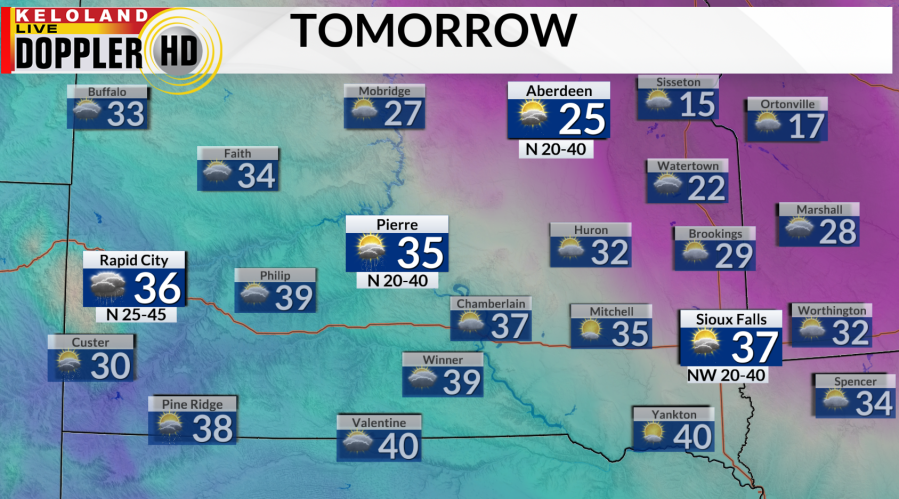 KELOLAND
LIVE
DOPPLER HD
TOMORROW
Buffalo
33
Mobridge
27
Aberdeen
25
N 20-40
Sisseton
15
Ortonville
17
Faith
34
Watertown
22
Marshall
28
Pierre
35
N 20-40
Huron
32
Brookings
29
Rapid City
36
N 25-45
Philip
39
Chamberlain
37
Mitchell
35
Sioux Falls
37
NW 20-40
Worthington
32
Custer
30
Winner
39
Spencer
34
Pine Ridge
38
Valentine
40
Yankton
40